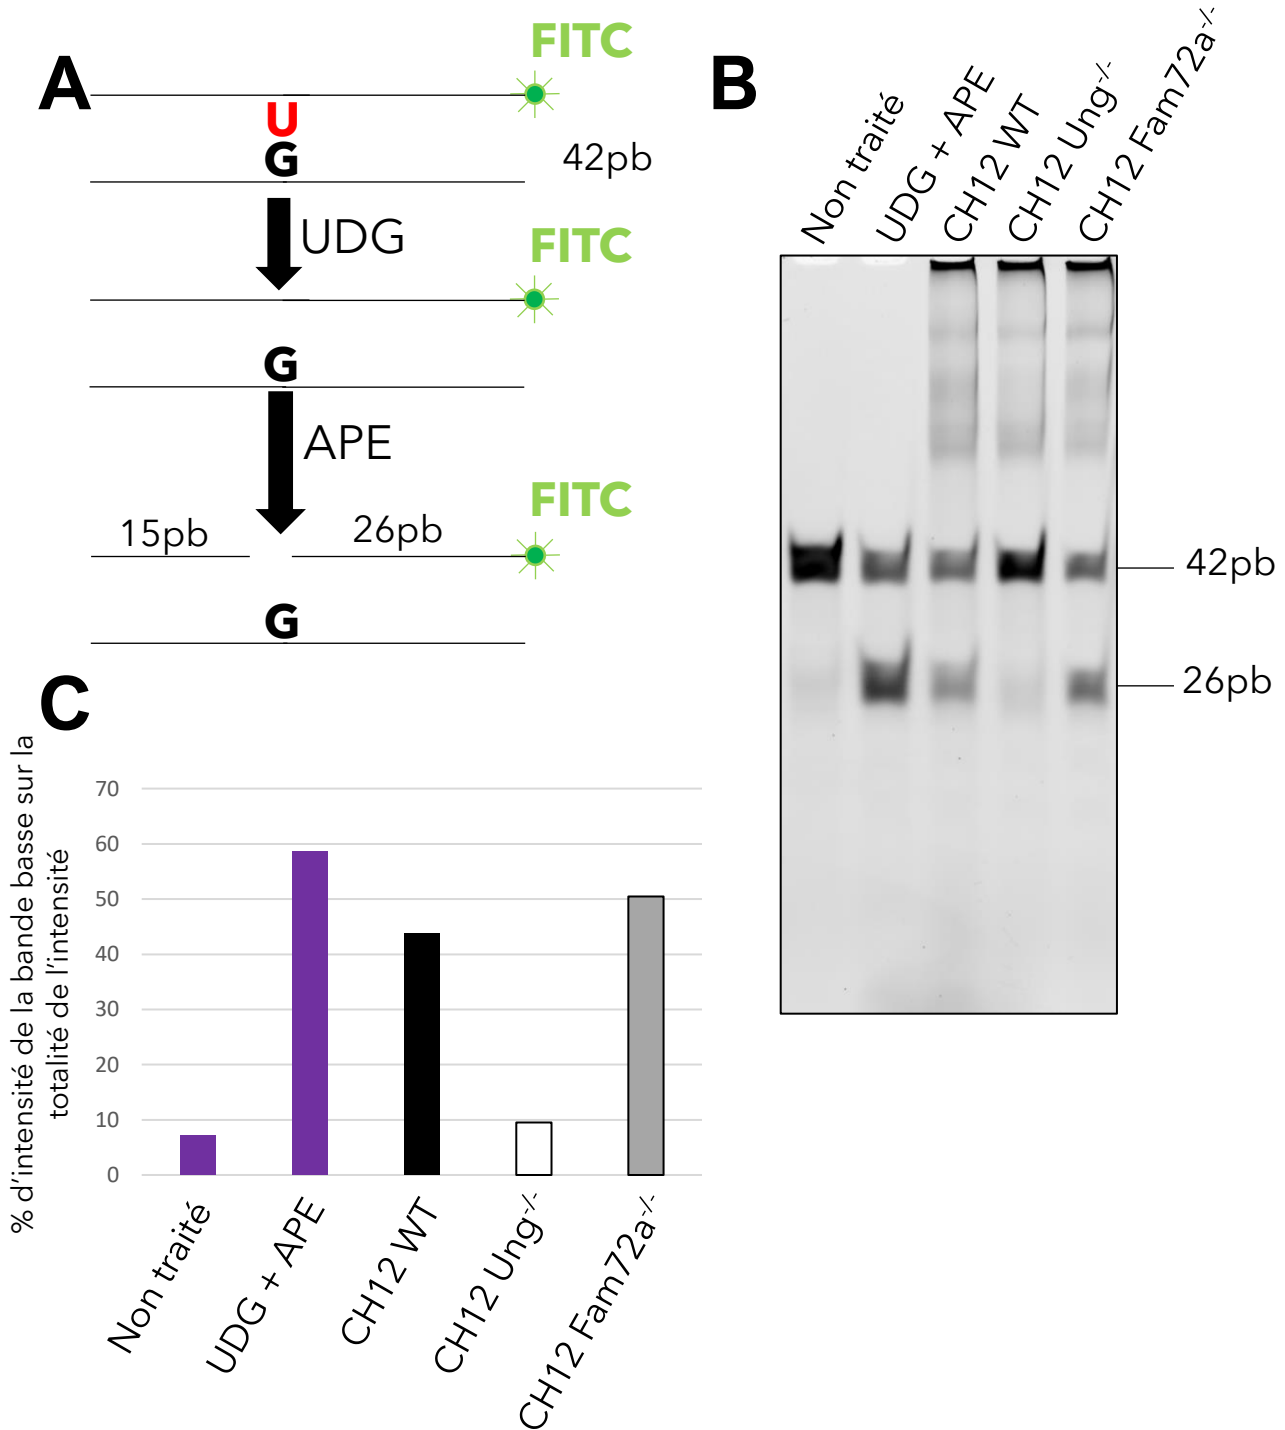 A
FITC
U
G
42pb
UDG
FITC
G
APE
FITC
15pb
26pb
G
B
Non traité
UDG + APE
CH12 WT
CH12 Ung-/-
CH12 Fam72a-/-
42pb
26pb
C
% d'intensité de la bande basse sur la
totalité de l'intensité
70
60
50
40
30
20
10
0
Non traité
UDG + APE
CH12 WT
CH12 Ung-/-
CH12 Fam72a-/-